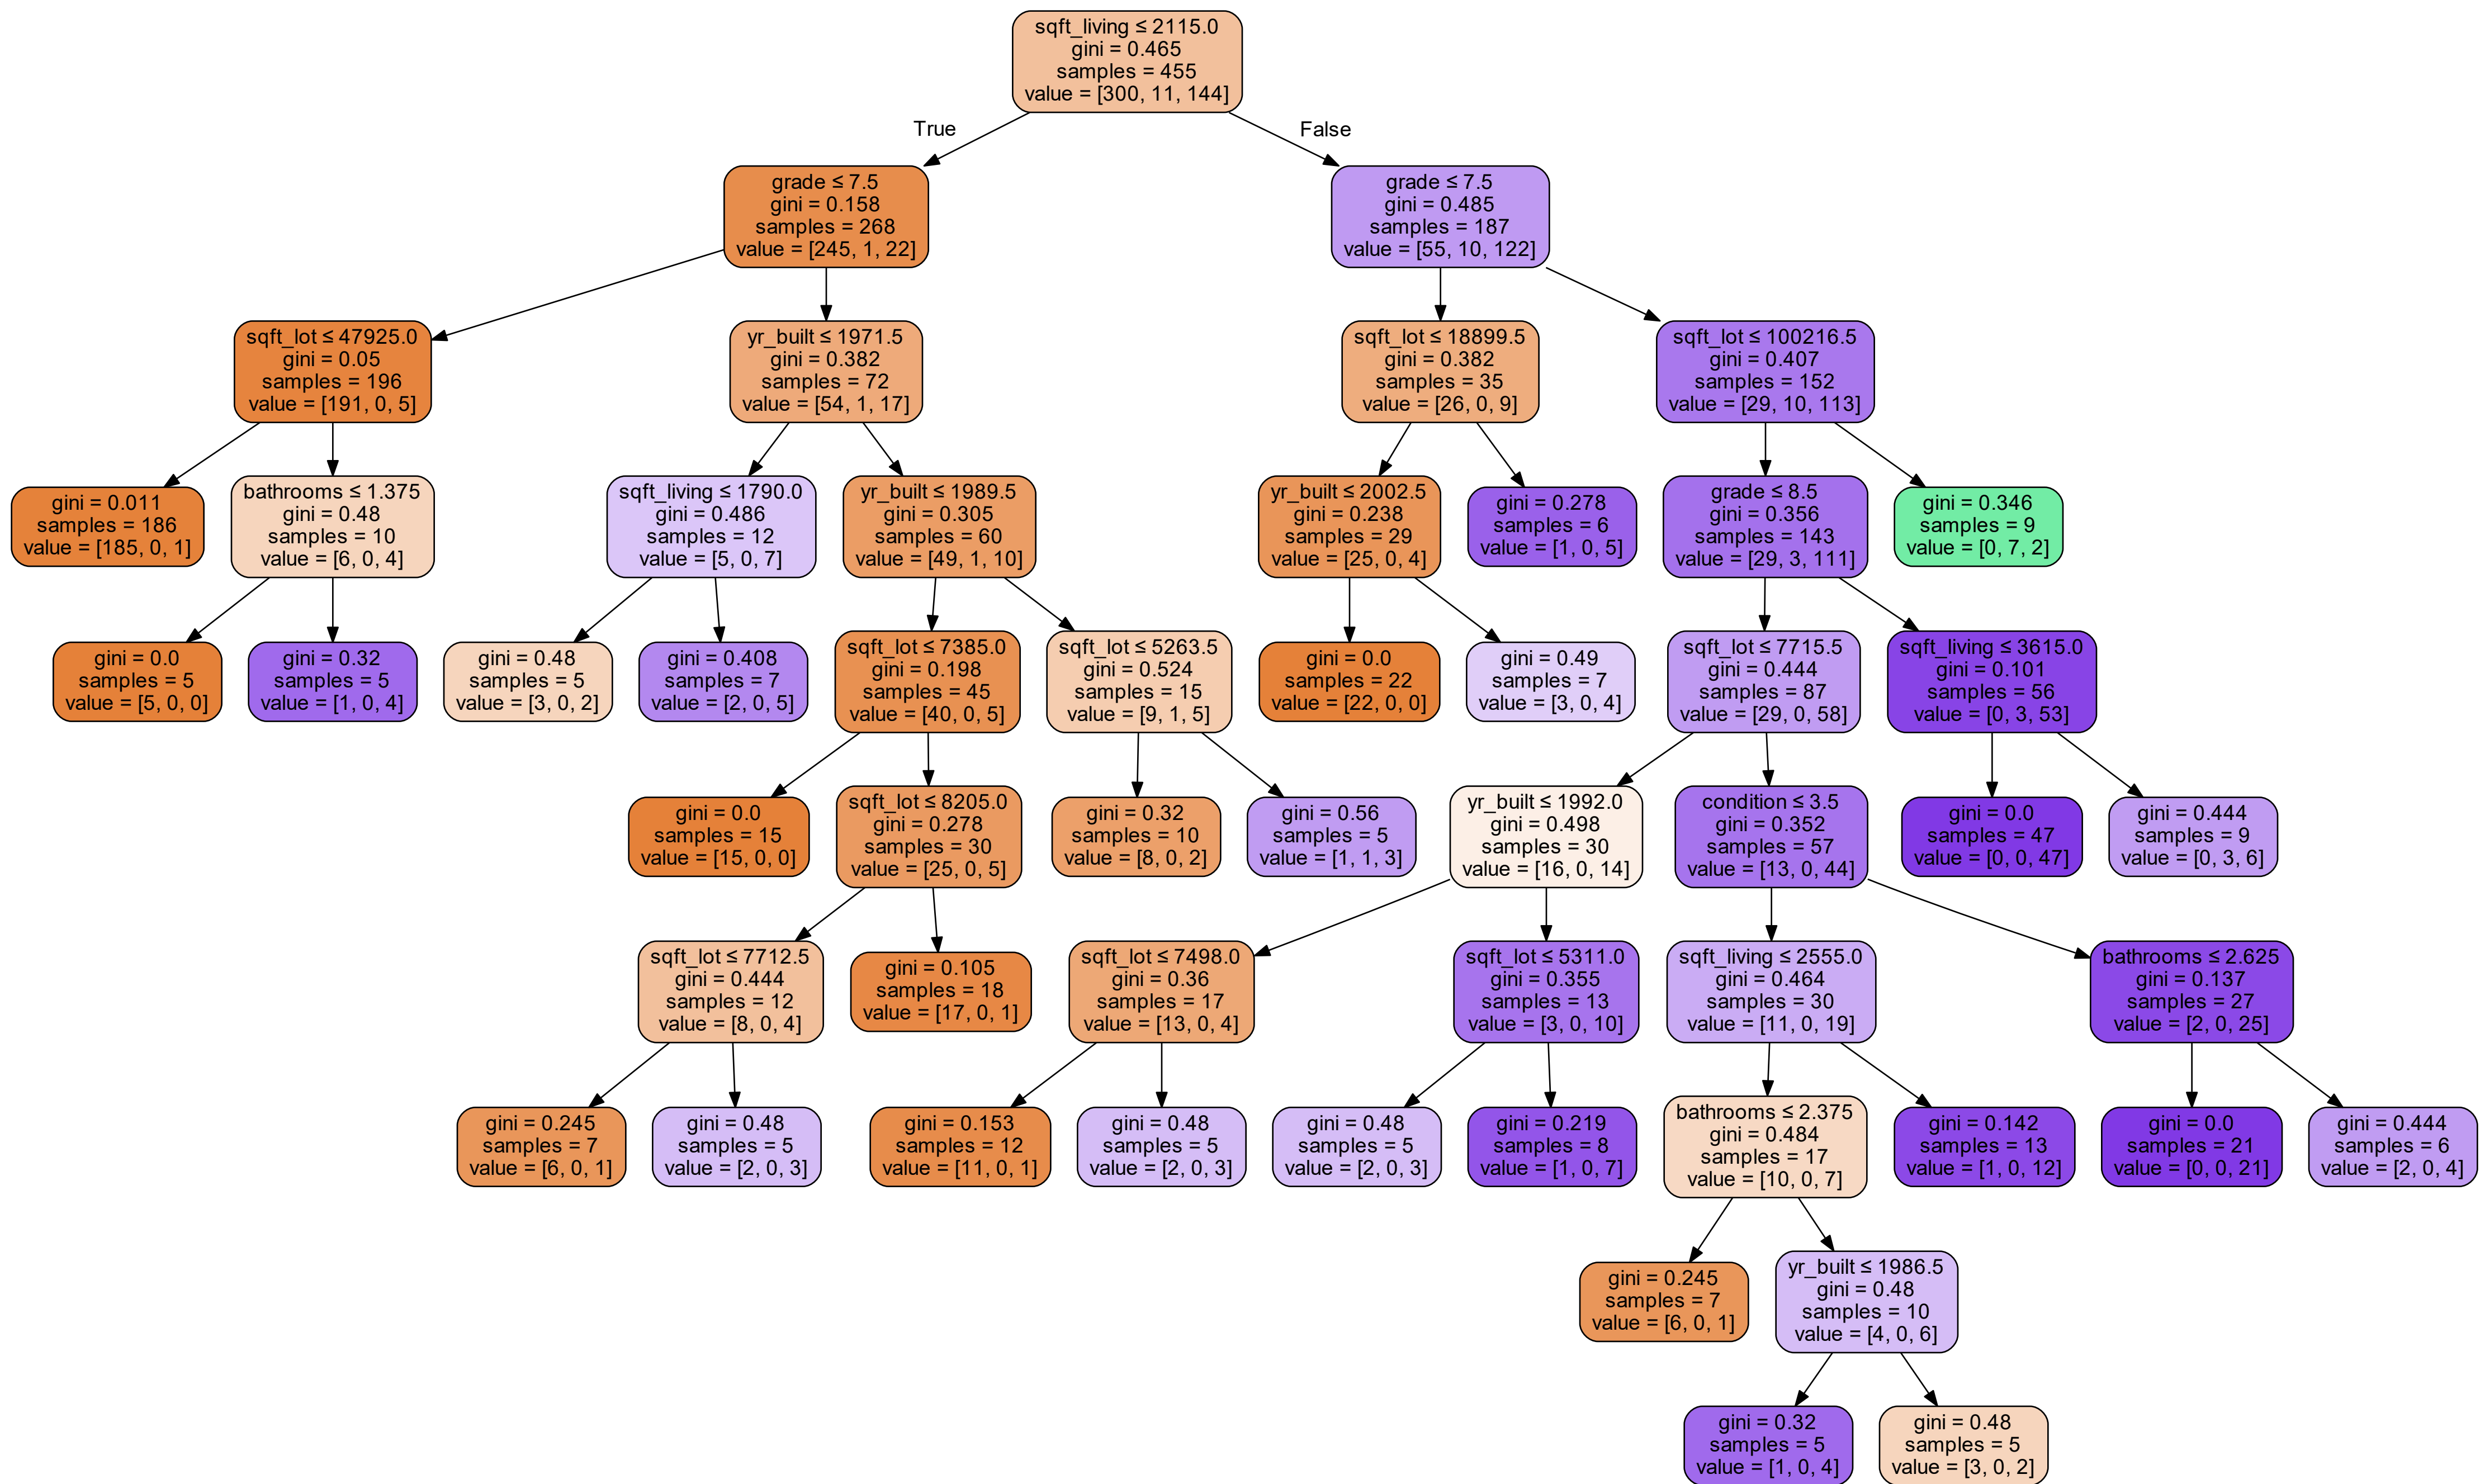 sqft_living ≤ 2115.0
gini = 0.465
samples = 455
value = [300, 11, 144]
True
False
grade ≤ 7.5
gini = 0.158
samples = 268
value = [245, 1, 22]
grade ≤ 7.5
gini = 0.485
samples = 187
value = [55, 10, 122]
sqft_lot ≤ 47925.0
gini = 0.05
samples = 196
value = [191, 0, 5]
yr_built ≤ 1971.5
gini = 0.382
samples = 72
value = [54, 1, 17]
sqft_lot ≤ 18899.5
gini = 0.382
samples = 35
value = [26, 0, 9]
sqft_lot ≤ 100216.5
gini = 0.407
samples = 152
value = [29, 10, 113]
gini = 0.011
samples = 186
value = [185, 0, 1]
bathrooms ≤ 1.375
gini = 0.48
samples = 10
value = [6, 0, 4]
sqft_living ≤ 1790.0
gini = 0.486
samples = 12
value = [5, 0, 7]
yr_built ≤ 1989.5
gini = 0.305
samples = 60
value = [49, 1, 10]
yr_built ≤ 2002.5
gini = 0.238
samples = 29
value = [25, 0, 4]
gini = 0.278
samples = 6
value = [1, 0, 5]
grade ≤ 8.5
gini = 0.356
samples = 143
value = [29, 3, 111]
gini = 0.346
samples = 9
value = [0, 7, 2]
gini = 0.0
samples = 5
value = [5, 0, 0]
gini = 0.32
samples = 5
value = [1, 0, 4]
gini = 0.48
samples = 5
value = [3, 0, 2]
gini = 0.408
samples = 7
value = [2, 0, 5]
sqft_lot ≤ 7385.0
gini = 0.198
samples = 45
value = [40, 0, 5]
sqft_lot ≤ 5263.5
gini = 0.524
samples = 15
value = [9, 1, 5]
gini = 0.0
samples = 22
value = [22, 0, 0]
gini = 0.49
samples = 7
value = [3, 0, 4]
sqft_lot ≤ 7715.5
gini = 0.444
samples = 87
value = [29, 0, 58]
sqft_living ≤ 3615.0
gini = 0.101
samples = 56
value = [0, 3, 53]
gini = 0.0
samples = 15
value = [15, 0, 0]
sqft_lot ≤ 8205.0
gini = 0.278
samples = 30
value = [25, 0, 5]
gini = 0.32
samples = 10
value = [8, 0, 2]
gini = 0.56
samples = 5
value = [1, 1, 3]
yr_built ≤ 1992.0
gini = 0.498
samples = 30
value = [16, 0, 14]
condition ≤ 3.5
gini = 0.352
samples = 57
value = [13, 0, 44]
gini = 0.0
samples = 47
value = [0, 0, 47]
gini = 0.444
samples = 9
value = [0, 3, 6]
sqft_lot ≤ 7712.5
gini = 0.444
samples = 12
value = [8, 0, 4]
gini = 0.105
samples = 18
value = [17, 0, 1]
sqft_lot ≤ 7498.0
gini = 0.36
samples = 17
value = [13, 0, 4]
sqft_lot ≤ 5311.0
gini = 0.355
samples = 13
value = [3, 0, 10]
sqft_living ≤ 2555.0
gini = 0.464
samples = 30
value = [11, 0, 19]
bathrooms ≤ 2.625
gini = 0.137
samples = 27
value = [2, 0, 25]
gini = 0.245
samples = 7
value = [6, 0, 1]
gini = 0.48
samples = 5
value = [2, 0, 3]
gini = 0.153
samples = 12
value = [11, 0, 1]
gini = 0.48
samples = 5
value = [2, 0, 3]
gini = 0.48
samples = 5
value = [2, 0, 3]
gini = 0.219
samples = 8
value = [1, 0, 7]
bathrooms ≤ 2.375
gini = 0.484
samples = 17
value = [10, 0, 7]
gini = 0.142
samples = 13
value = [1, 0, 12]
gini = 0.0
samples = 21
value = [0, 0, 21]
gini = 0.444
samples = 6
value = [2, 0, 4]
gini = 0.245
samples = 7
value = [6, 0, 1]
yr_built ≤ 1986.5
gini = 0.48
samples = 10
value = [4, 0, 6]
gini = 0.32
samples = 5
value = [1, 0, 4]
gini = 0.48
samples = 5
value = [3, 0, 2]